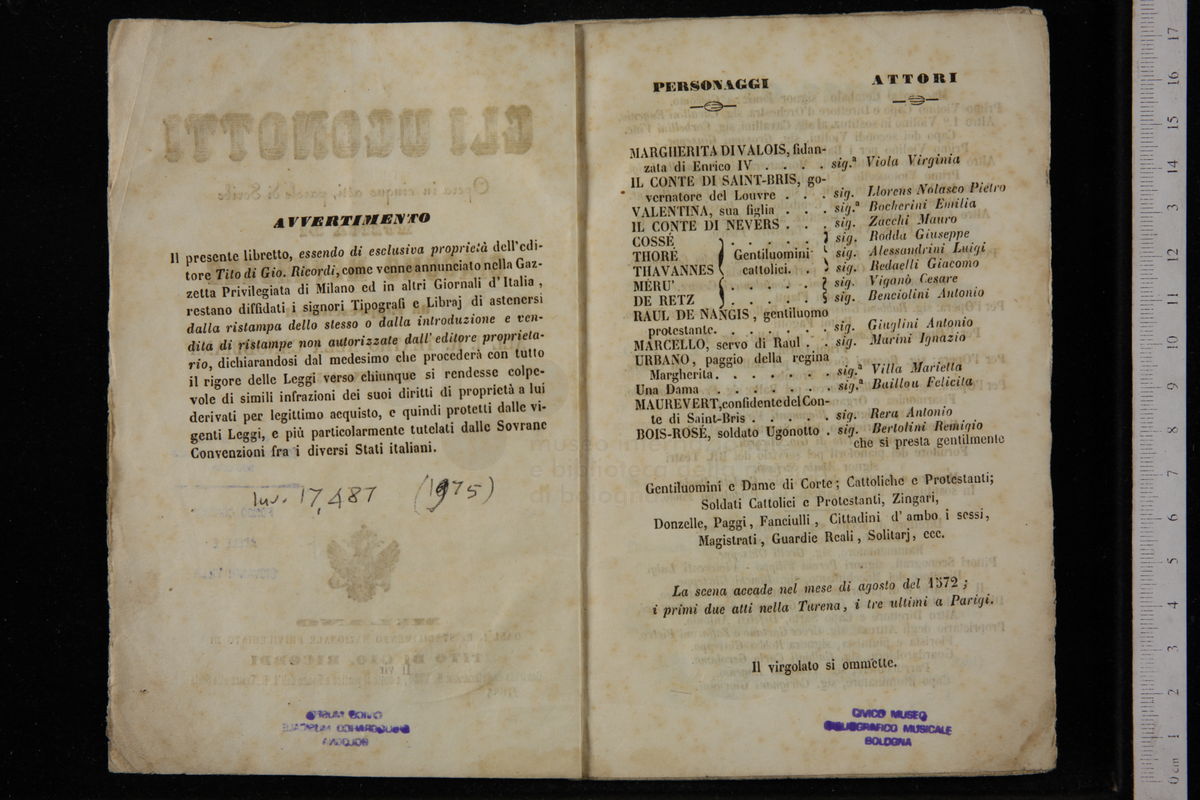 AVVERTIMENTO
Il presente libretto, essendo di esclusiva proprietà dell'edi-
tore Tito di Gio. Ricordi, come venne annunciato nella Gaz-
zetta Privilegiata di Milano ed in altri Giornali d'Italia,
restano diffidati i signori Tipografi e Libraj di astenersi
dalla ristampa dello stesso o dalla introduzione e ven-
dita di ristampe non autorizzate dall'editore proprieta-
rio, dichiarandosi dal medesimo che procederà con tutto
il rigore delle Leggi verso chiunque si rendesse colpe-
vole di simili infrazioni dei suoi diritti di proprietà a lui
derivati per legittimo acquisto, e quindi protetti dalle vi-
genti Leggi, e più particolarmente tutelati dalle Sovrane
Convenzioni fra i diversi Stati italiani.
Inv. 17,487 (1975)
PERSONAGGI ATTORI
MARGHERITA DI VALOIS, fidan-
zata di Enrico IV . . . . sig.ª Viola Virginia
IL CONTE DI SAINT-BRIS, go-
vernatore del Louvre . . . sig. Llorens Nolasco Pietro
VALENTINA, sua figlia . . . sig.ª Bocherini Emilia
IL CONTE DI NEVERS . . . sig. Zacchi Mauro
COSSÉ . . . . . . sig. Rodda Giuseppe
THORÉ Gentiluomini sig. Alessandrini Luigi
THAVANNES cattolici. . sig. Redaelli Giacomo
MÉRU' . . . . . . sig. Viganò Cesare
DE RETZ . . . . . . sig. Benciolini Antonio
RAUL DE NANGIS, gentiluomo
protestante. . . . . . . sig. Giuglini Antonio
MARCELLO, servo di Raul . . sig. Marini Ignazio
URBANO, paggio della regina
Margherita. . . . . . . sig.ª Villa Marietta
Una Dama . . . . . . . sig.ª Baillou Felicita
MAUREVERT, confidente del Con-
te di Saint-Bris . . . . . sig. Rera Antonio
BOIS-ROSÉ, soldato Ugonotto . sig. Bertolini Remigio
che si presta gentilmente
Gentiluomini e Dame di Corte; Cattoliche e Protestanti;
Soldati Cattolici e Protestanti, Zingari,
Donzelle, Paggi, Fanciulli, Cittadini d'ambo i sessi,
Magistrati, Guardie Reali, Solitarj, ecc.
La scena accade nel mese di agosto del 1572;
i primi due atti nella Turena, i tre ultimi a Parigi.
Il virgolato si ommette.
CIVICO MUSEO
BIBLIOGRAFICO MUSICALE
BOLOGNA